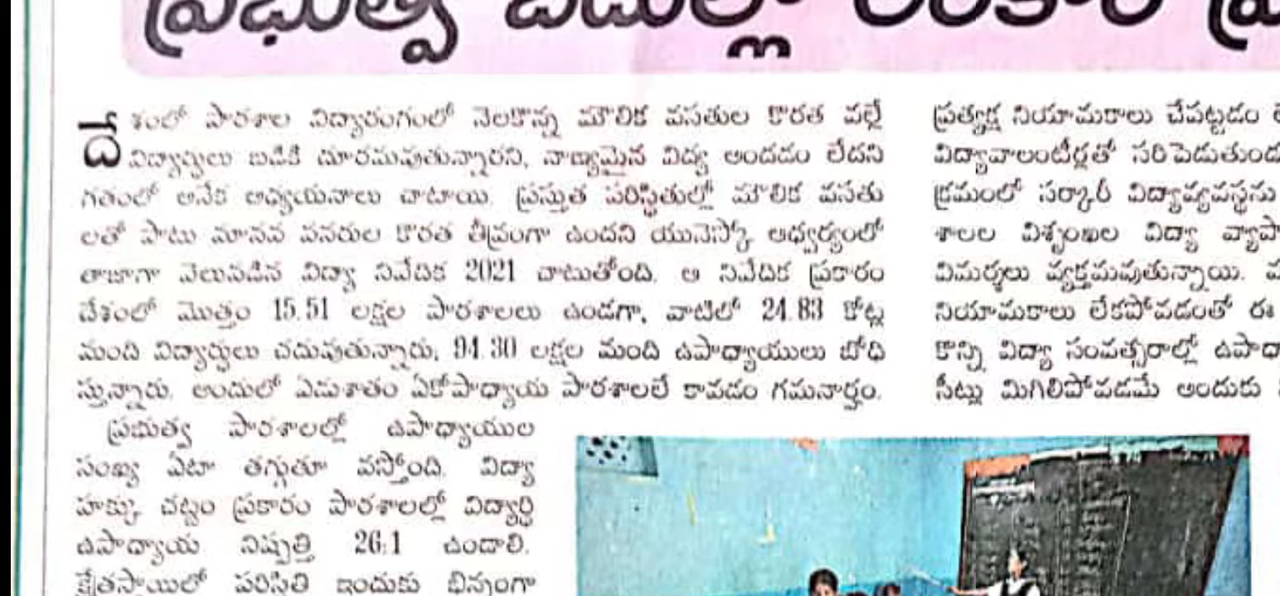 ప్రభుత్వ బడుల్లో
దేశంలో పాఠశాల విద్యారంగంలో నెలకొన్న మౌలిక వసతుల కొరత వల్లే
విద్యార్థులు బడికి దూరమవుతున్నారని, నాణ్యమైన విద్య అందడం లేదని
గతంలో అనేక అధ్యయనాలు చాటాయి. ప్రస్తుత పరిస్థితుల్లో మౌలిక వసతు
లతో పాటు మానవ వనరుల కొరత తీవ్రంగా ఉందని యునెస్కో ఆధ్వర్యంలో
తాజాగా వెలువడిన విద్యా నివేదిక 2021 చాటుతోంది. ఆ నివేదిక ప్రకారం
దేశంలో మొత్తం 15.51 లక్షల పాఠశాలలు ఉండగా, వాటిలో 24.83 కోట్ల
మంది విద్యార్థులు చదువుతున్నారు. 94.30 లక్షల మంది ఉపాధ్యాయులు బోధి
స్తున్నారు. అందులో ఏడుశాతం ఏకోపాధ్యాయ పాఠశాలలే కావడం గమనార్హం.
ప్రభుత్వ పాఠశాలల్లో ఉపాధ్యాయుల
సంఖ్య ఏటా తగ్గుతూ వస్తోంది. విద్యా
హక్కు చట్టం ప్రకారం పాఠశాలల్లో విద్యార్థి
ఉపాధ్యాయ నిష్పత్తి 26:1 ఉండాలి.
క్షేత్రస్థాయిలో పరిస్థితి ఇందుకు భిన్నంగా
ప్రత్యక్ష నియామకాలు చేపట్టడం
విద్యావాలంటీర్లతో సరిపెడుతుండ
క్రమంలో సర్కారీ విద్యావ్యవస్థను
శాలల విశృంఖల విద్యా వ్యాపా
విమర్శలు వ్యక్తమవుతున్నాయి.
నియామకాలు లేకపోవడంతో ఈ
కొన్ని విద్యా సంవత్సరాల్లో ఉపాధ్
సీట్లు మిగిలిపోవడమే అందుకు